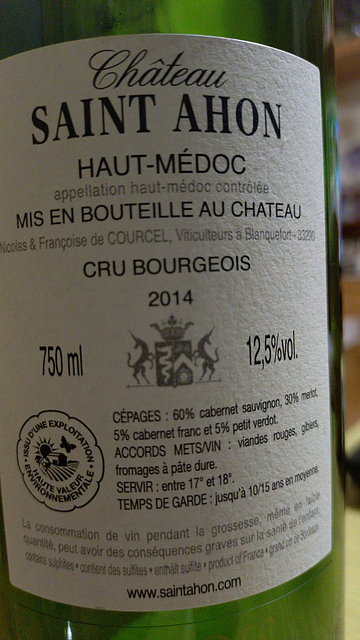 Château
SAINT AHON
HAUT-MÉDOC
appellation haut-médoc contrôlée
MIS EN BOUTEILLE AU CHATEAU
Nicolas & Françoise de COURCEL, Viticulteurs à Blanquefort - 33290
CRU BOURGEOIS
2014
750 ml
12,5%vol.
CÉPAGES : 60% cabernet sauvignon, 30% merlot,
5% cabernet franc et 5% petit verdot.
ACCORDS METS/VIN : viandes rouges, gibiers,
fromages à pâte dure.
SERVIR : entre 17° et 18°.
TEMPS DE GARDE : jusqu'à 10/15 ans en moyenne.
• ISSU D'UNE EXPLOITATION •
HAUTE VALEUR
ENVIRONNEMENTALE
La consommation de vin pendant la grossesse, même en faible
quantité, peut avoir des conséquences graves sur la santé de l'enfant.
contains sulphites • contient des sulfites • enthält sulfite • product of France • grand vin de Bordeaux
www.saintahon.com